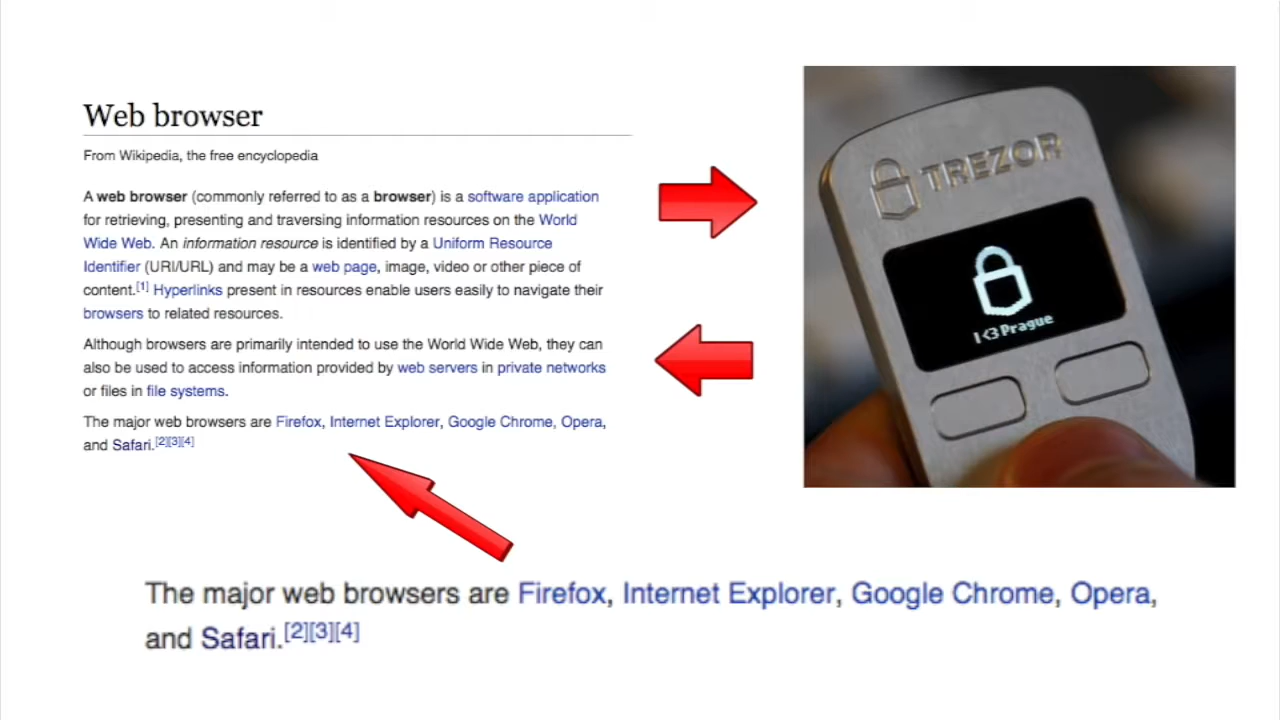 Web browser
From Wikipedia, the free encyclopedia
A web browser (commonly referred to as a browser) is a software application
for retrieving, presenting and traversing information resources on the World
Wide Web. An information resource is identified by a Uniform Resource
Identifier (URI/URL) and may be a web page, image, video or other piece of
content.[1] Hyperlinks present in resources enable users easily to navigate their
browsers to related resources.
Although browsers are primarily intended to use the World Wide Web, they can
also be used to access information provided by web servers in private networks
or files in file systems.
The major web browsers are Firefox, Internet Explorer, Google Chrome, Opera,
and Safari.[2][3][4]
TREZOR
I<3 Prague
The major web browsers are Firefox, Internet Explorer, Google Chrome, Opera,
and Safari.[2][3][4]